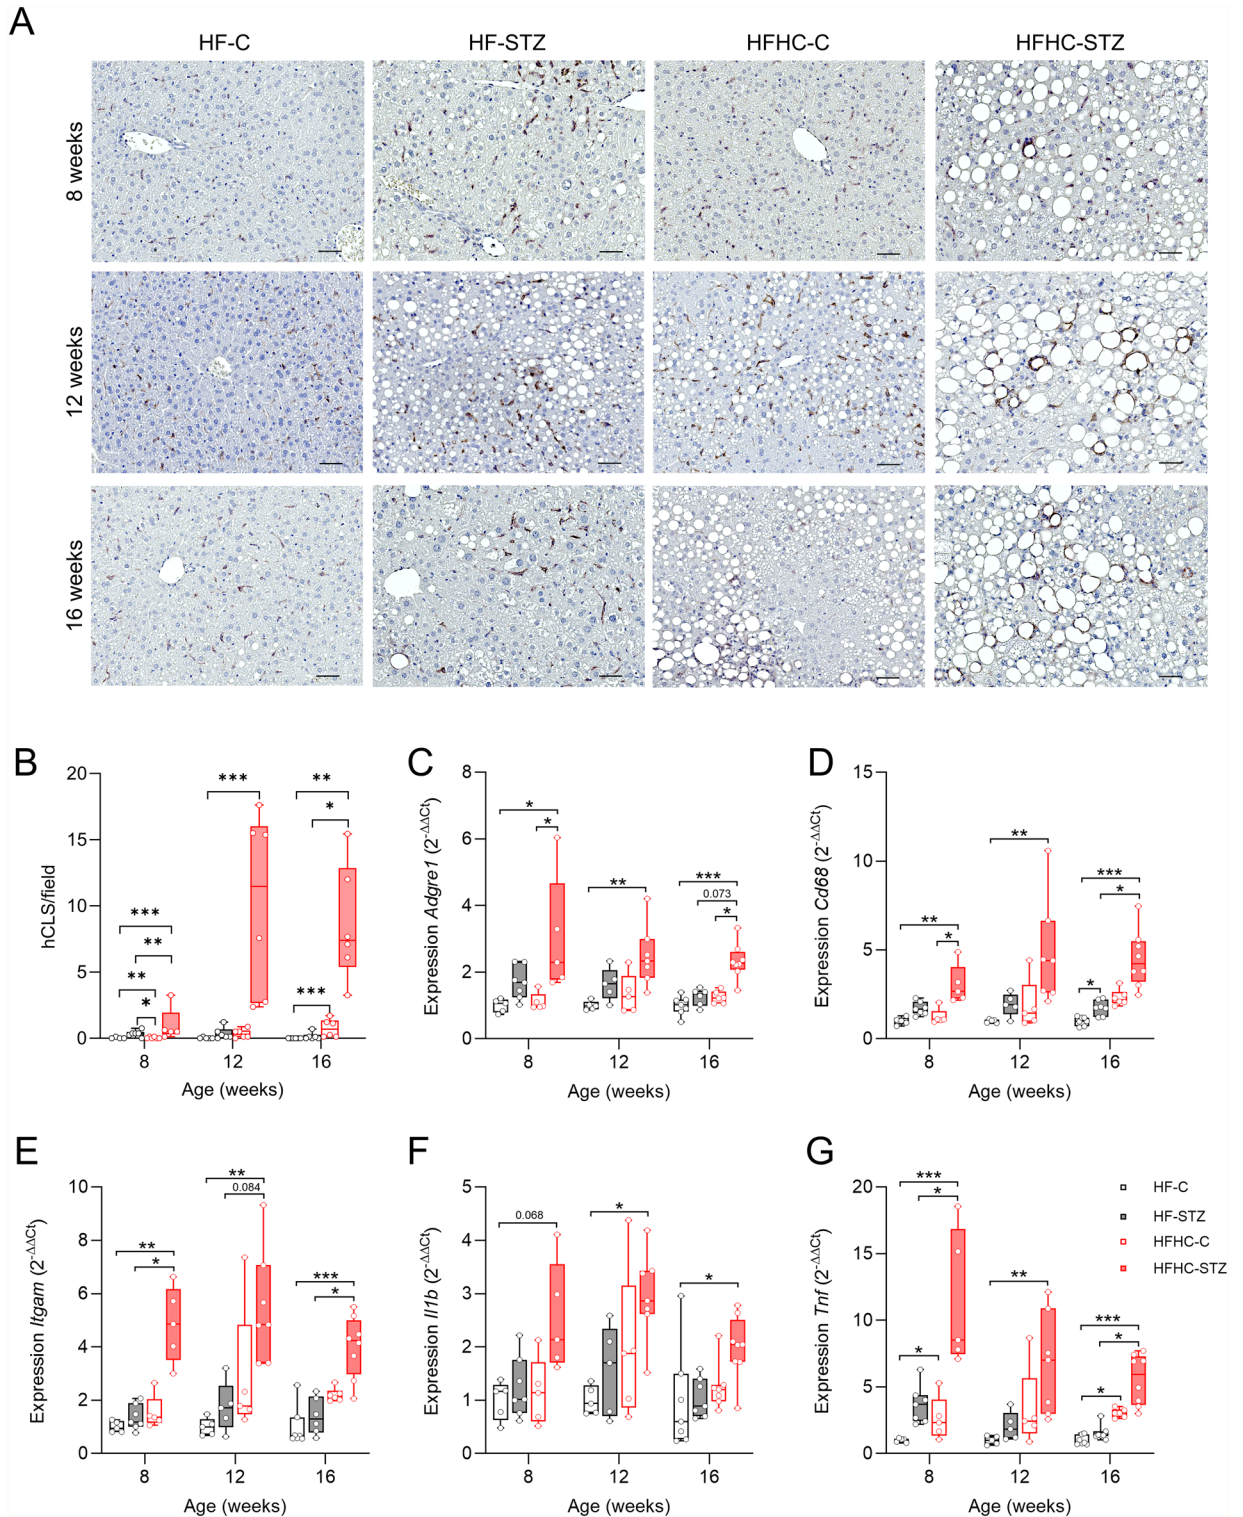 A
HF-C HF-STZ HFHC-C HFHC-STZ
8 weeks
12 weeks
16 weeks
B
hCLS/field
20
15
10
5
0
*** ** ** * *** *** ** *
8 12 16
Age (weeks)
C
Expression Adgre1 (2-ΔΔCt)
8
6
4
2
0
* * ** *** 0.073 *
8 12 16
Age (weeks)
D
Expression Cd68 (2-ΔΔCt)
15
10
5
0
** * ** * *** *
8 12 16
Age (weeks)
E
Expression Itgam (2-ΔΔCt)
10
8
6
4
2
0
** * ** 0.084 *** *
8 12 16
Age (weeks)
F
Expression Il1b (2-ΔΔCt)
5
4
3
2
1
0
0.068 * *
8 12 16
Age (weeks)
G
Expression Tnf (2-ΔΔCt)
20
15
10
5
0
*** * * ** *** * *
8 12 16
Age (weeks)
HF-C
HF-STZ
HFHC-C
HFHC-STZ